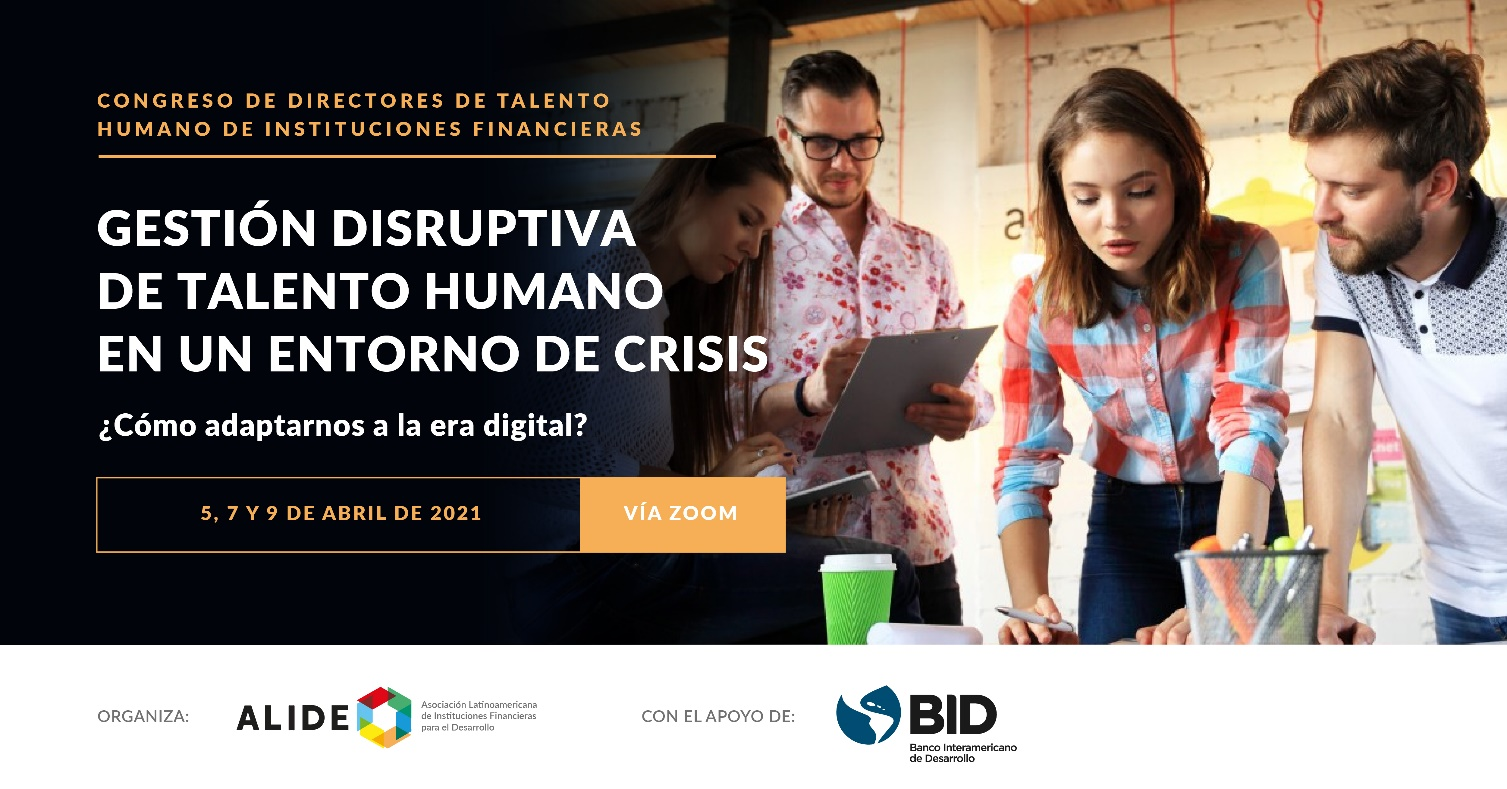 CONGRESO DE DIRECTORES DE TALENTO
HUMANO DE INSTITUCIONES FINANCIERAS
GESTIÓN DISRUPTIVA
DE TALENTO HUMANO
EN UN ENTORNO DE CRISIS
¿Cómo adaptarnos a la era digital?
5, 7 Y 9 DE ABRIL DE 2021
VÍA ZOOM
ORGANIZA:
ALIDE
Asociación Latinoamericana
de Instituciones Financieras
para el Desarrollo
CON EL APOYO DE:
BID
Banco Interamericano
de Desarrollo